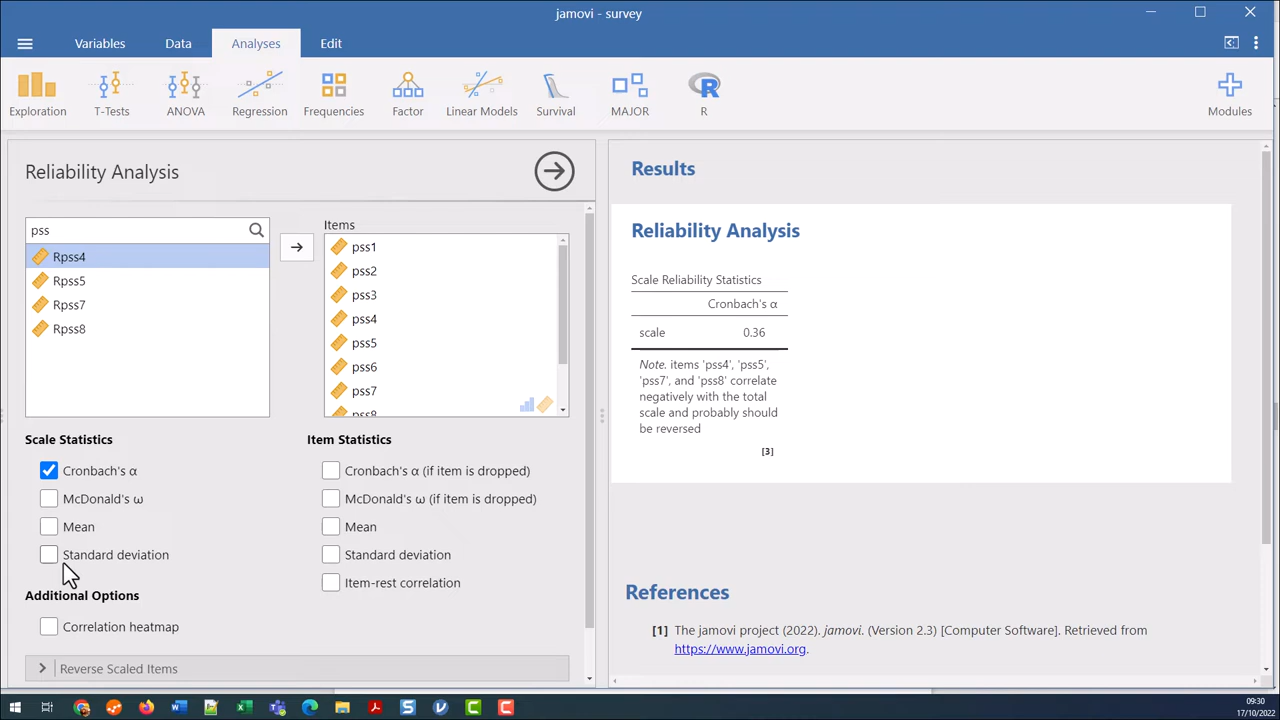 jamovi - survey
Variables Data Analyses Edit
Exploration T-Tests ANOVA Regression Frequencies Factor Linear Models Survival MAJOR R Modules
Reliability Analysis
pss
Rpss4
Rpss5
Rpss7
Rpss8
Items
pss1
pss2
pss3
pss4
pss5
pss6
pss7
pss8
Scale Statistics
Cronbach's α
McDonald's ω
Mean
Standard deviation
Additional Options
Correlation heatmap
Item Statistics
Cronbach's α (if item is dropped)
McDonald's ω (if item is dropped)
Mean
Standard deviation
Item-rest correlation
Reverse Scaled Items
Results
Reliability Analysis
Scale Reliability Statistics
Cronbach's α
scale 0.36
Note. items 'pss4', 'pss5',
'pss7', and 'pss8' correlate
negatively with the total
scale and probably should
be reversed
[3]
References
[1] The jamovi project (2022). jamovi. (Version 2.3) [Computer Software]. Retrieved from
https://www.jamovi.org.
09:30
17/10/2022